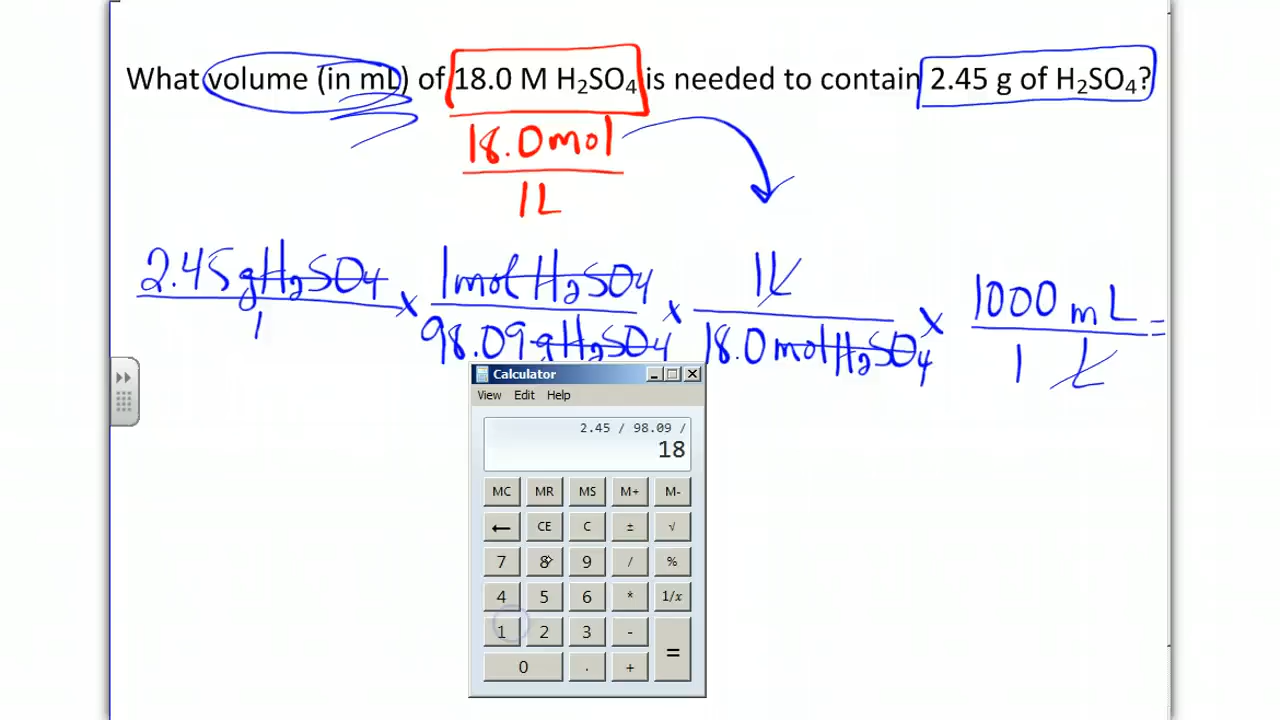 What volume (in mL) of 18.0 M H₂SO₄ is needed to contain 2.45 g of H₂SO₄?
18.0 mol
1L
2.45 g H₂SO₄ × 1 mol H₂SO₄ × 1L × 1000 mL =
1 98.09 g H₂SO₄ 18.0 mol H₂SO₄ 1 L
Calculator
View Edit Help
2.45 / 98.09 /
18
MC MR MS M+ M-
← CE C ± √
7 8 9 / %
4 5 6 * 1/x
1 2 3 - =
0 . +